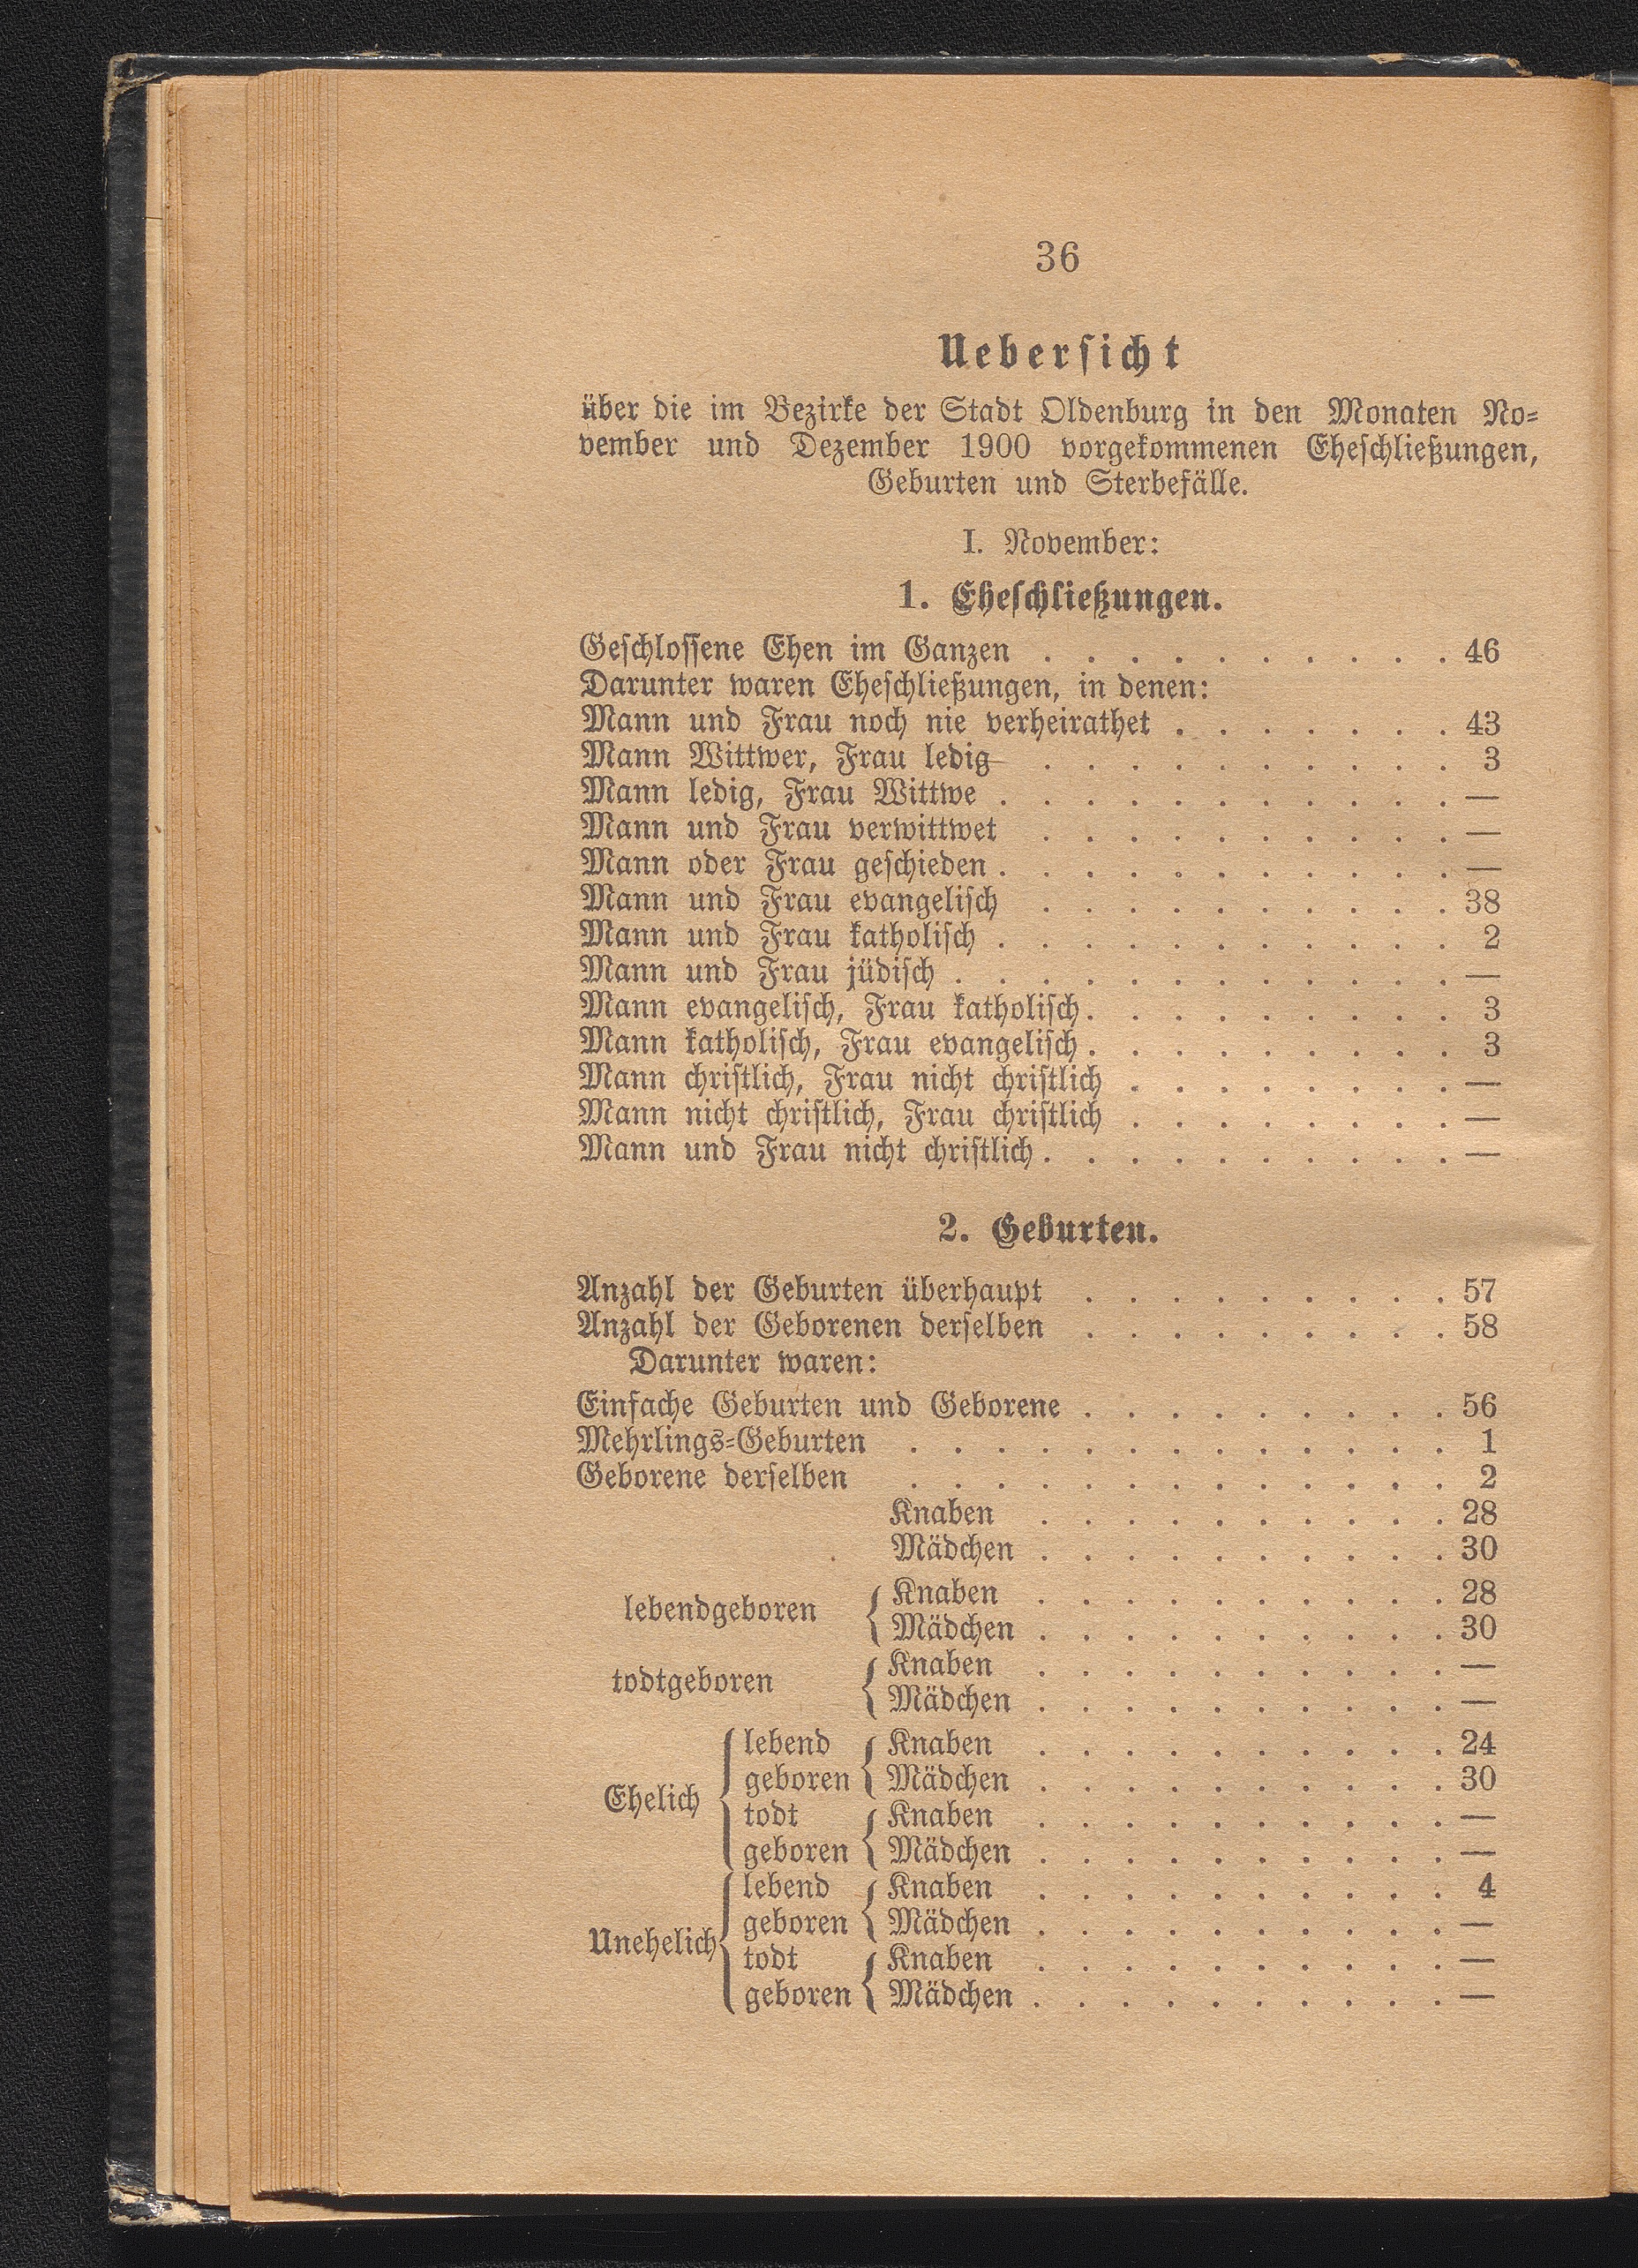 36
Uebersicht
über die im Bezirke der Stadt Oldenburg in den Monaten No-
vember und Dezember 1900 vorgekommenen Eheschließungen,
Geburten und Sterbefälle.
I. November:
1. Eheschließungen.
Geschlossene Ehen im Ganzen . . . . . . . . . . 46
Darunter waren Eheschließungen, in denen:
Mann und Frau noch nie verheirathet . . . . . . . 43
Mann Wittwer, Frau ledig . . . . . . . . . . 3
Mann ledig, Frau Wittwe . . . . . . . . . . . —
Mann und Frau verwittwet . . . . . . . . . . —
Mann oder Frau geschieden . . . . . . . . . . . —
Mann und Frau evangelisch . . . . . . . . . . 38
Mann und Frau katholisch . . . . . . . . . . . 2
Mann und Frau jüdisch . . . . . . . . . . . . —
Mann evangelisch, Frau katholisch . . . . . . . . . 3
Mann katholisch, Frau evangelisch . . . . . . . . . 3
Mann christlich, Frau nicht christlich . . . . . . . . —
Mann nicht christlich, Frau christlich . . . . . . . . —
Mann und Frau nicht christlich . . . . . . . . . . —
2. Geburten.
Anzahl der Geburten überhaupt . . . . . . . . . 57
Anzahl der Geborenen derselben . . . . . . . . . 58
Darunter waren:
Einfache Geburten und Geborene . . . . . . . . . 56
Mehrlings-Geburten . . . . . . . . . . . . . 1
Geborene derselben . . . . . . . . . . . . . 2
Knaben . . . . . . . . . . 28
Mädchen . . . . . . . . . . 30
lebendgeboren { Knaben . . . . . . . . . . 28
Mädchen . . . . . . . . . . 30
todtgeboren { Knaben . . . . . . . . . . —
Mädchen . . . . . . . . . . —
Ehelich { lebend { Knaben . . . . . . . . . . 24
geboren { Mädchen . . . . . . . . . . 30
todt { Knaben . . . . . . . . . . —
geboren { Mädchen . . . . . . . . . . —
Unehelich { lebend { Knaben . . . . . . . . . . 4
geboren { Mädchen . . . . . . . . . . —
todt { Knaben . . . . . . . . . . —
geboren { Mädchen . . . . . . . . . . —